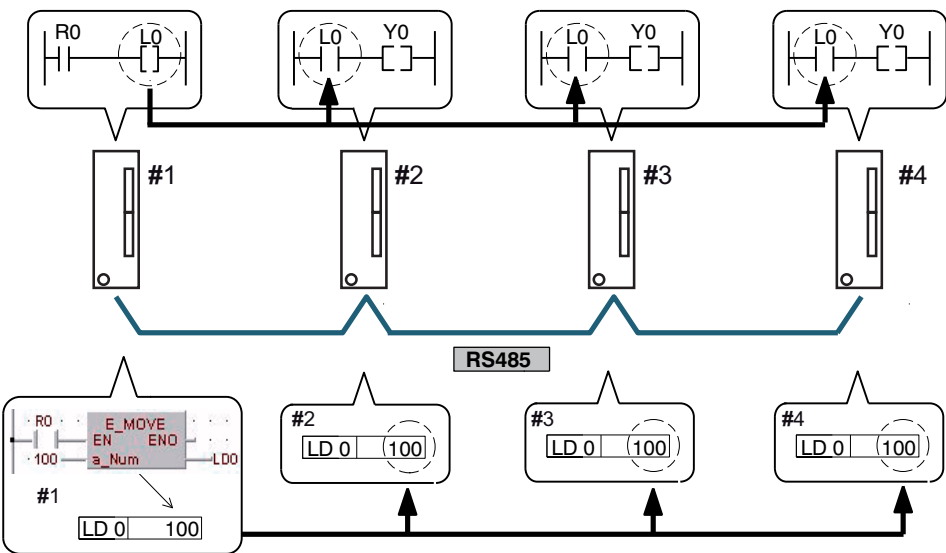 R0 L0
L0 Y0
L0 Y0
L0 Y0
#1
#2
#3
#4
RS485
R0 E_MOVE
EN ENO
100 a_Num LD0
#1
LD 0 100
#2
LD 0 100
#3
LD 0 100
#4
LD 0 100